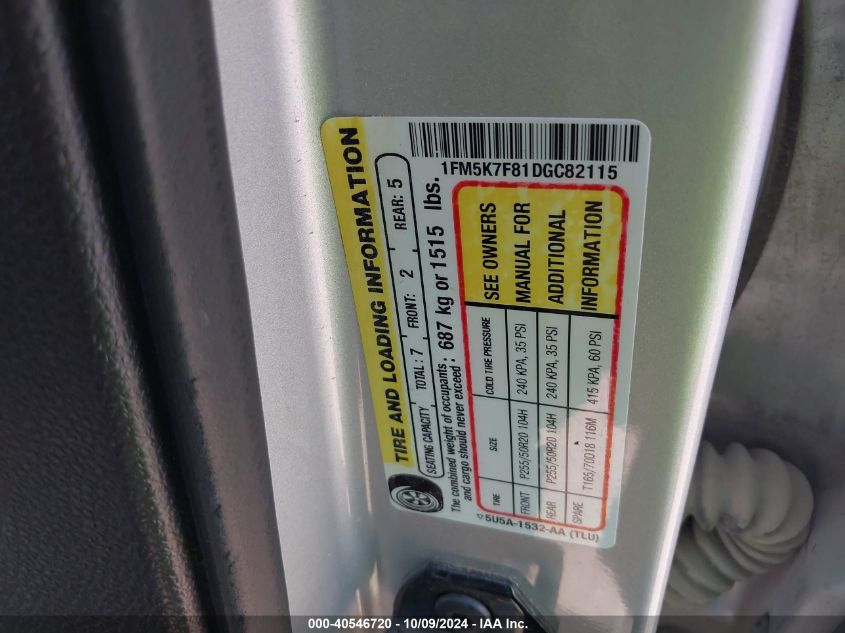 1FM5K7F81DGC82115
TIRE AND LOADING INFORMATION
SEATING CAPACITY TOTAL: 7 FRONT: 2 REAR: 5
The combined weight of occupants and cargo should never exceed: 687 kg or 1515 lbs.
TIRE SIZE COLD TIRE PRESSURE
FRONT P255/50R20 104H 240 KPA, 35 PSI
REAR P255/50R20 104H 240 KPA, 35 PSI
SPARE T165/70D18 116M 415 KPA, 60 PSI
SEE OWNERS
MANUAL FOR
ADDITIONAL
INFORMATION
5U5A-1532-AA (TLU)
000-40546720 - 10/09/2024 - IAA Inc.